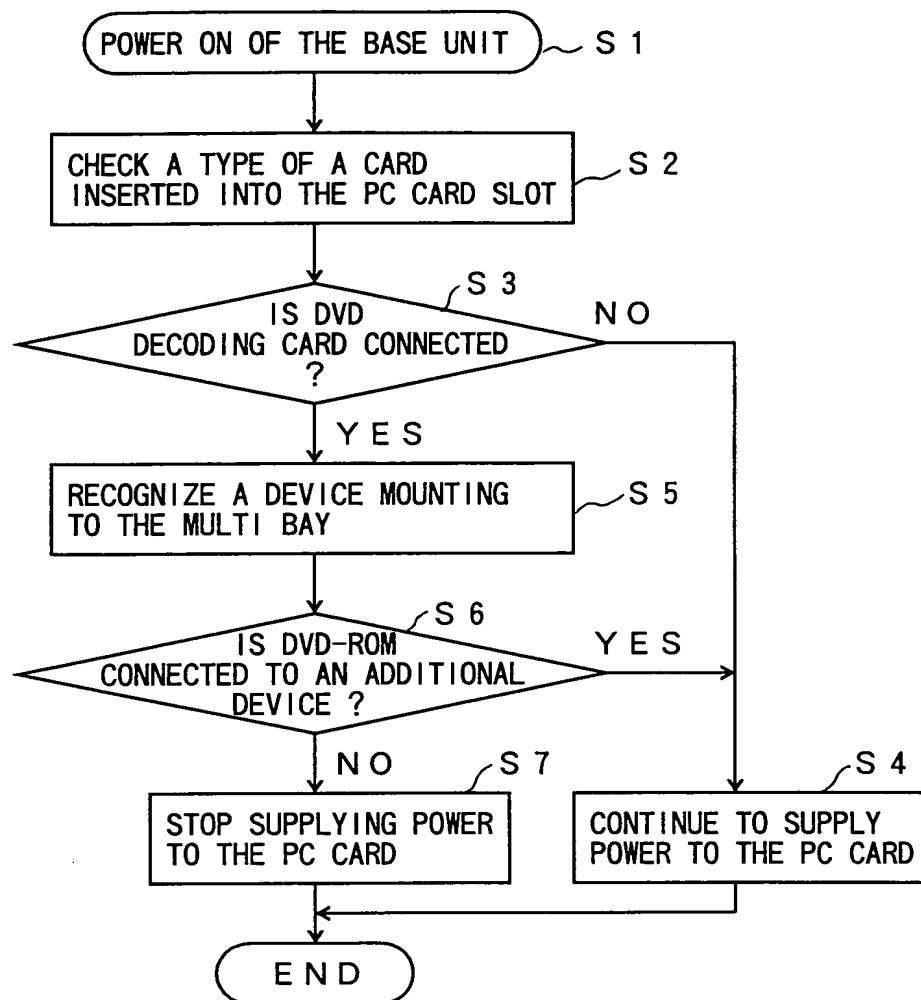 POWER ON OF THE BASE UNIT
S 1
CHECK A TYPE OF A CARD
INSERTED INTO THE PC CARD SLOT
S 2
S 3
IS DVD
DECODING CARD CONNECTED
?
NO
YES
RECOGNIZE A DEVICE MOUNTING
TO THE MULTI BAY
S 5
S 6
IS DVD-ROM
CONNECTED TO AN ADDITIONAL
DEVICE ?
YES
NO
S 7
S 4
STOP SUPPLYING POWER
TO THE PC CARD
CONTINUE TO SUPPLY
POWER TO THE PC CARD
END